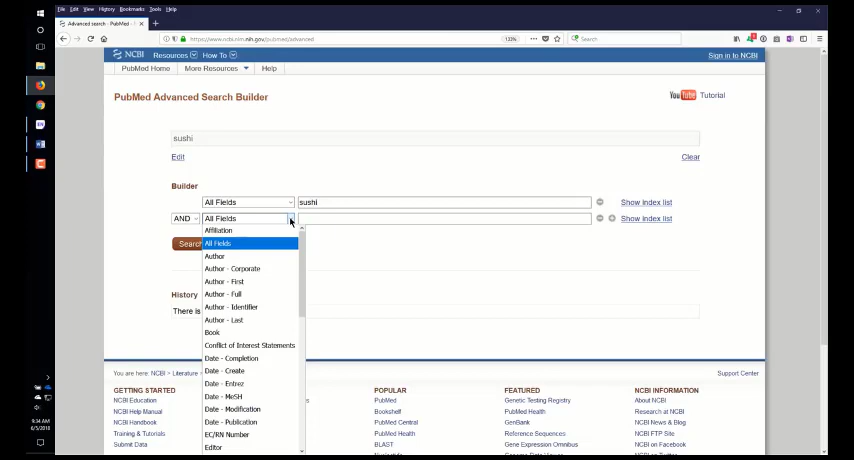 File Edit View History Bookmarks Tools Help
Advanced search - PubMed - NCBI
https://www.ncbi.nlm.nih.gov/pubmed/advanced
133%
Search
NCBI Resources How To Sign in to NCBI
PubMed Home More Resources Help
PubMed Advanced Search Builder
YouTube Tutorial
sushi
Edit Clear
Builder
All Fields sushi Show index list
AND All Fields Show index list
Affiliation
All Fields
Search
Author
Author - Corporate
Author - First
Author - Full
History
Author - Identifier
There is
Author - Last
Book
Conflict of Interest Statements
Date - Completion
Date - Create
Date - Entrez
Date - MeSH
Date - Modification
Date - Publication
EC/RN Number
Editor
You are here: NCBI > Literature Support Center
GETTING STARTED
NCBI Education
NCBI Help Manual
NCBI Handbook
Training & Tutorials
Submit Data
POPULAR
PubMed
Bookshelf
PubMed Central
PubMed Health
BLAST
FEATURED
Genetic Testing Registry
PubMed Health
GenBank
Reference Sequences
Gene Expression Omnibus
NCBI INFORMATION
About NCBI
Research at NCBI
NCBI News & Blog
NCBI FTP Site
NCBI on Facebook
9:34 AM
6/5/2018